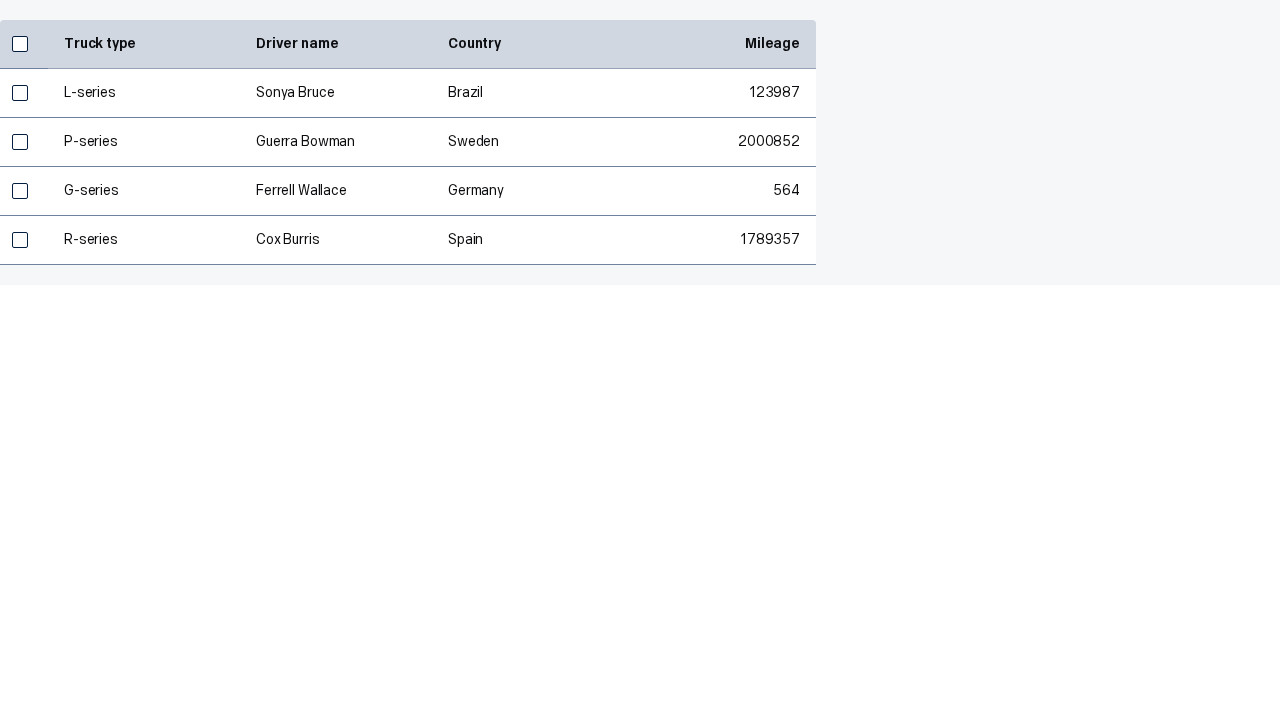 Truck type Driver name Country Mileage
L-series Sonya Bruce Brazil 123987
P-series Guerra Bowman Sweden 2000852
G-series Ferrell Wallace Germany 564
R-series Cox Burris Spain 1789357